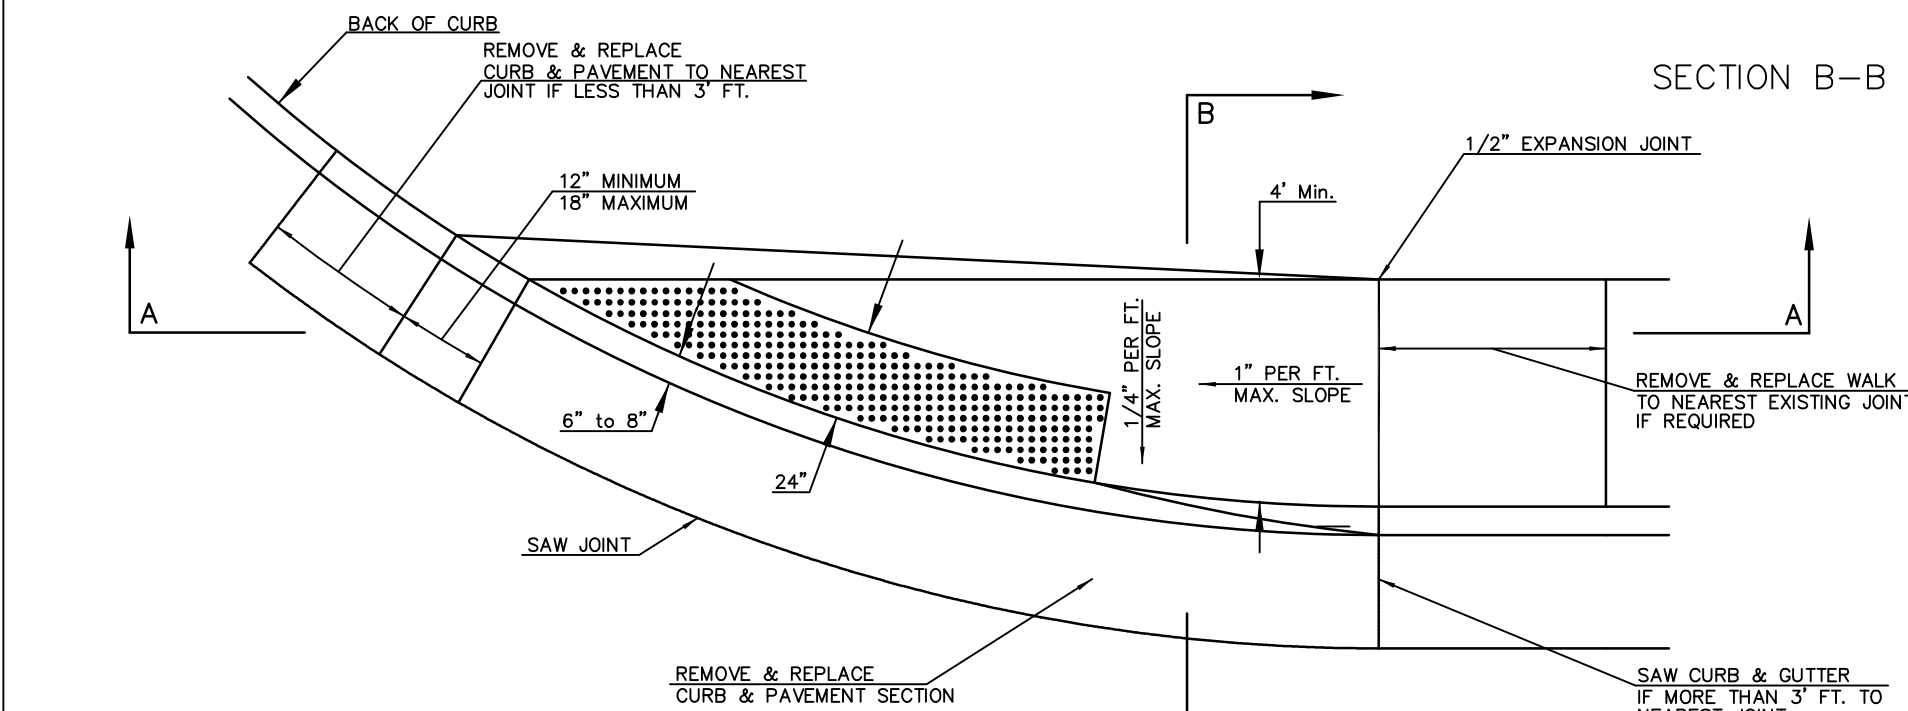 BACK OF CURB
REMOVE & REPLACE
CURB & PAVEMENT TO NEAREST
JOINT IF LESS THAN 3' FT.
SECTION B-B
B
1/2" EXPANSION JOINT
12" MINIMUM
18" MAXIMUM
4' Min.
A
A
1/4" PER FT.
MAX. SLOPE
1" PER FT.
MAX. SLOPE
REMOVE & REPLACE WALK
TO NEAREST EXISTING JOINT
IF REQUIRED
6" to 8"
24"
SAW JOINT
REMOVE & REPLACE
CURB & PAVEMENT SECTION
SAW CURB & GUTTER
IF MORE THAN 3' FT. TO
NEAREST JOINT